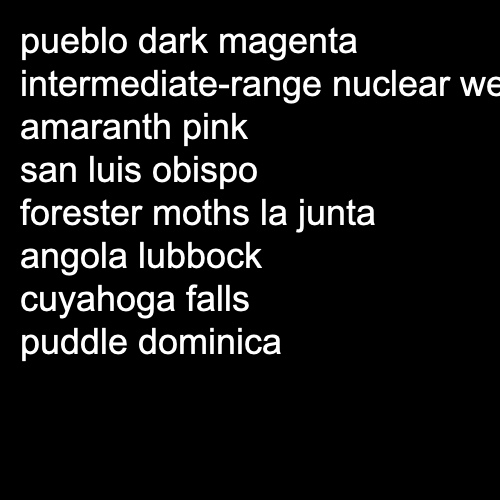 pueblo dark magenta
intermediate-range nuclear we
amaranth pink
san luis obispo
forester moths la junta
angola lubbock
cuyahoga falls
puddle dominica